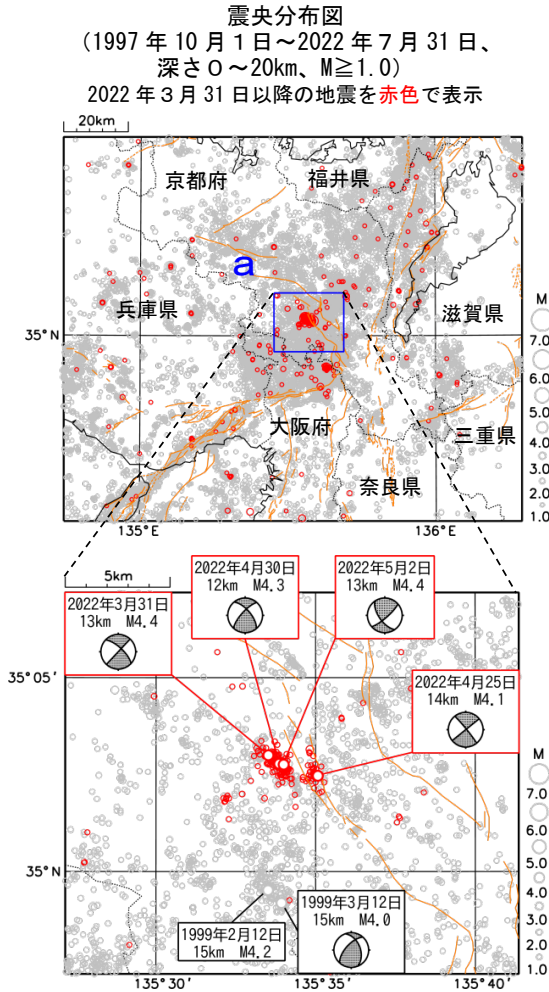 震央分布図
(1997年10月1日~2022年7月31日、
深さ0~20km、M≧1.0)
2022年3月31日以降の地震を赤色で表示
20km
京都府
福井県
a
兵庫県
滋賀県
35°N
大阪府
三重県
奈良県
135°E
136°E
M
7.0
6.0
5.0
4.0
3.0
2.0
1.0
5km
2022年4月30日
12km M4.3
2022年5月2日
13km M4.4
2022年3月31日
13km M4.4
2022年4月25日
14km M4.1
35°05′
35°N
1999年2月12日
15km M4.2
1999年3月12日
15km M4.0
135°30′
135°35′
135°40′
M
7.0
6.0
5.0
4.0
3.0
2.0
1.0